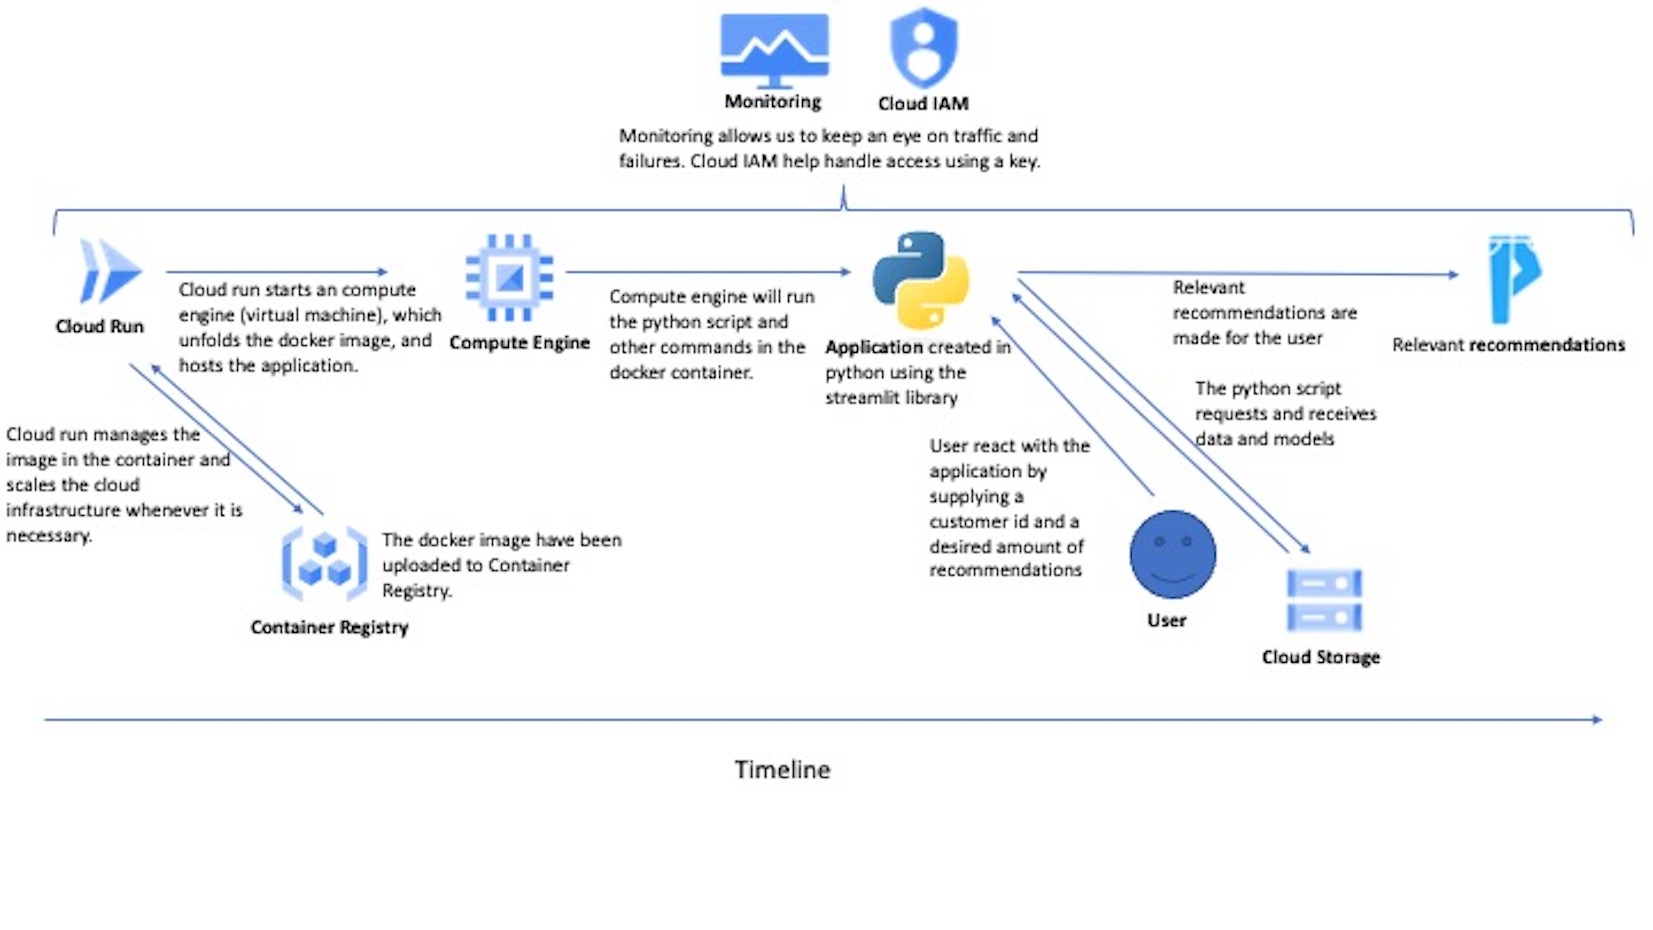 Monitoring
Cloud IAM
Monitoring allows us to keep an eye on traffic and
failures. Cloud IAM help handle access using a key.
Cloud Run
Cloud run starts an compute
engine (virtual machine), which
unfolds the docker image, and
hosts the application.
Compute Engine
Compute engine will run
the python script and
other commands in the
docker container.
Application created in
python using the
streamlit library
Relevant
recommendations are
made for the user
Relevant recommendations
The python script
requests and receives
data and models
Cloud run manages the
image in the container and
scales the cloud
infrastructure whenever it is
necessary.
The docker image have been
uploaded to Container
Registry.
Container Registry
User react with the
application by
supplying a
customer id and a
desired amount of
recommendations
User
Cloud Storage
Timeline